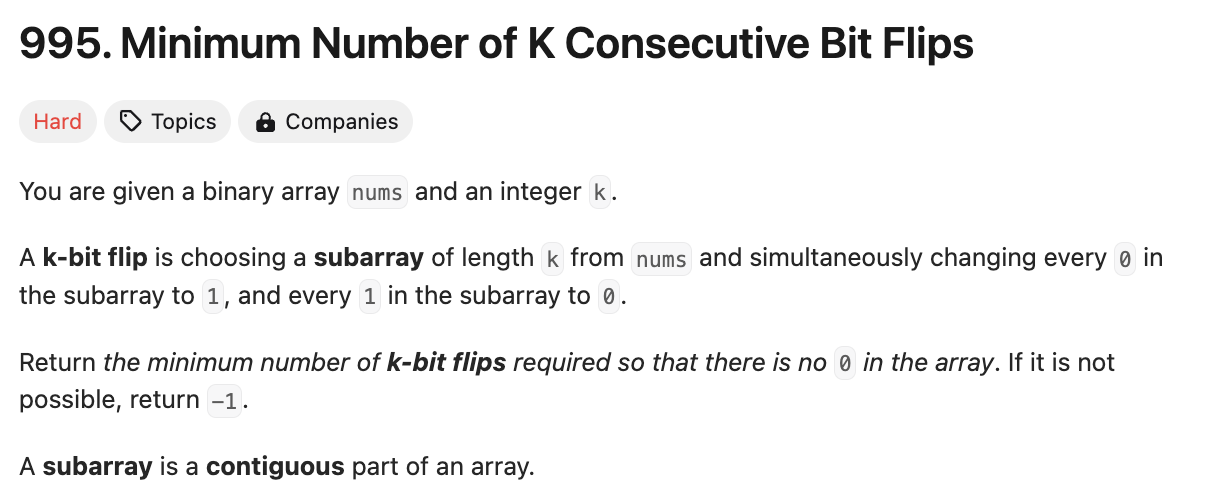 995. Minimum Number of K Consecutive Bit Flips
Hard Topics Companies
You are given a binary array nums and an integer k.
A k-bit flip is choosing a subarray of length k from nums and simultaneously changing every 0 in
the subarray to 1, and every 1 in the subarray to 0.
Return the minimum number of k-bit flips required so that there is no 0 in the array. If it is not
possible, return -1.
A subarray is a contiguous part of an array.